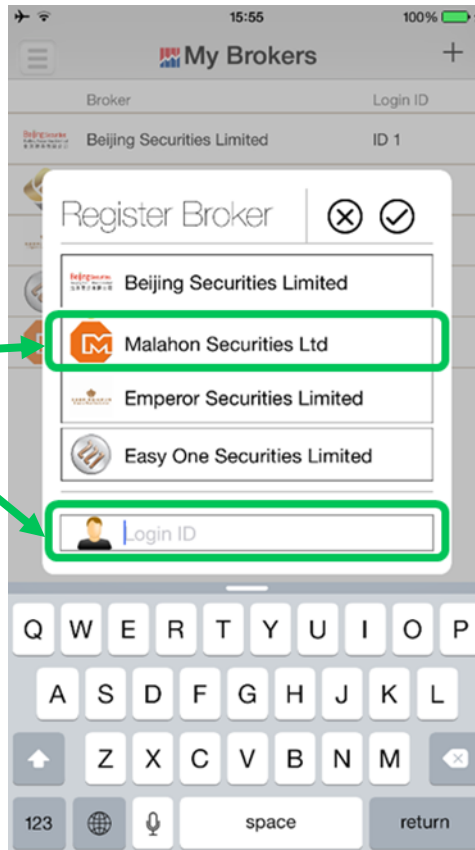 15:55 100%
My Brokers +
Broker Login ID
Beijing Securities Limited ID 1
Register Broker
Beijing Securities Limited
Malahon Securities Ltd
Emperor Securities Limited
Easy One Securities Limited
Login ID
Q W E R T Y U I O P
A S D F G H J K L
Z X C V B N M
123 space return